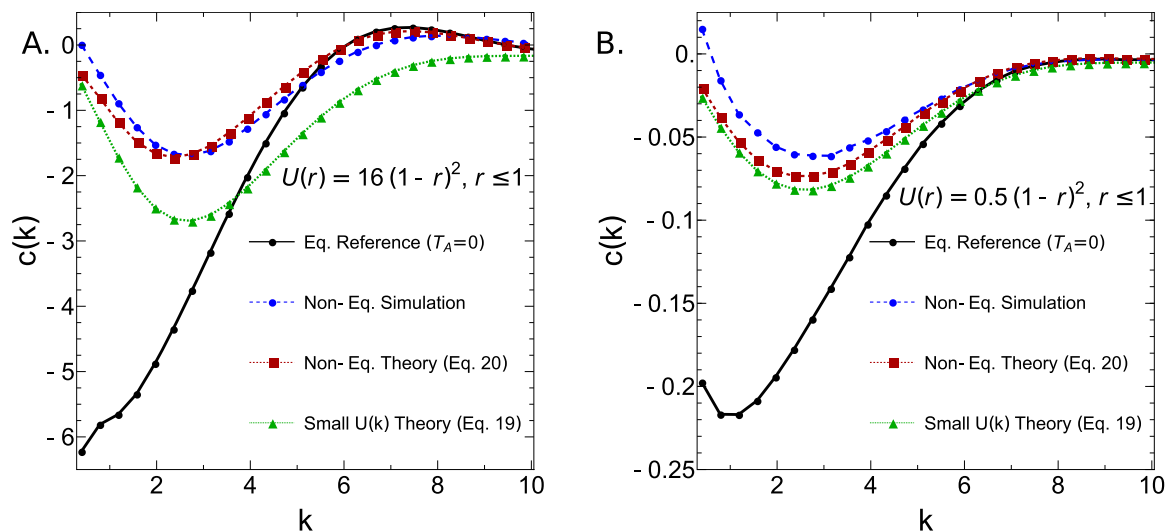 A.
0
- 1
- 2
- 3
- 4
- 5
- 6
c(k)
2
4
6
8
10
k
U(r) = 16 (1 - r)², r ≤1
Eq. Reference (T_A=0)
Non- Eq. Simulation
Non- Eq. Theory (Eq. 20)
Small U(k) Theory (Eq. 19)
B.
0.
- 0.05
- 0.10
- 0.15
- 0.2
- 0.25
c(k)
2
4
6
8
10
k
U(r) = 0.5 (1 - r)², r ≤1
Eq. Reference (T_A=0)
Non- Eq. Simulation
Non- Eq. Theory (Eq. 20)
Small U(k) Theory (Eq. 19)